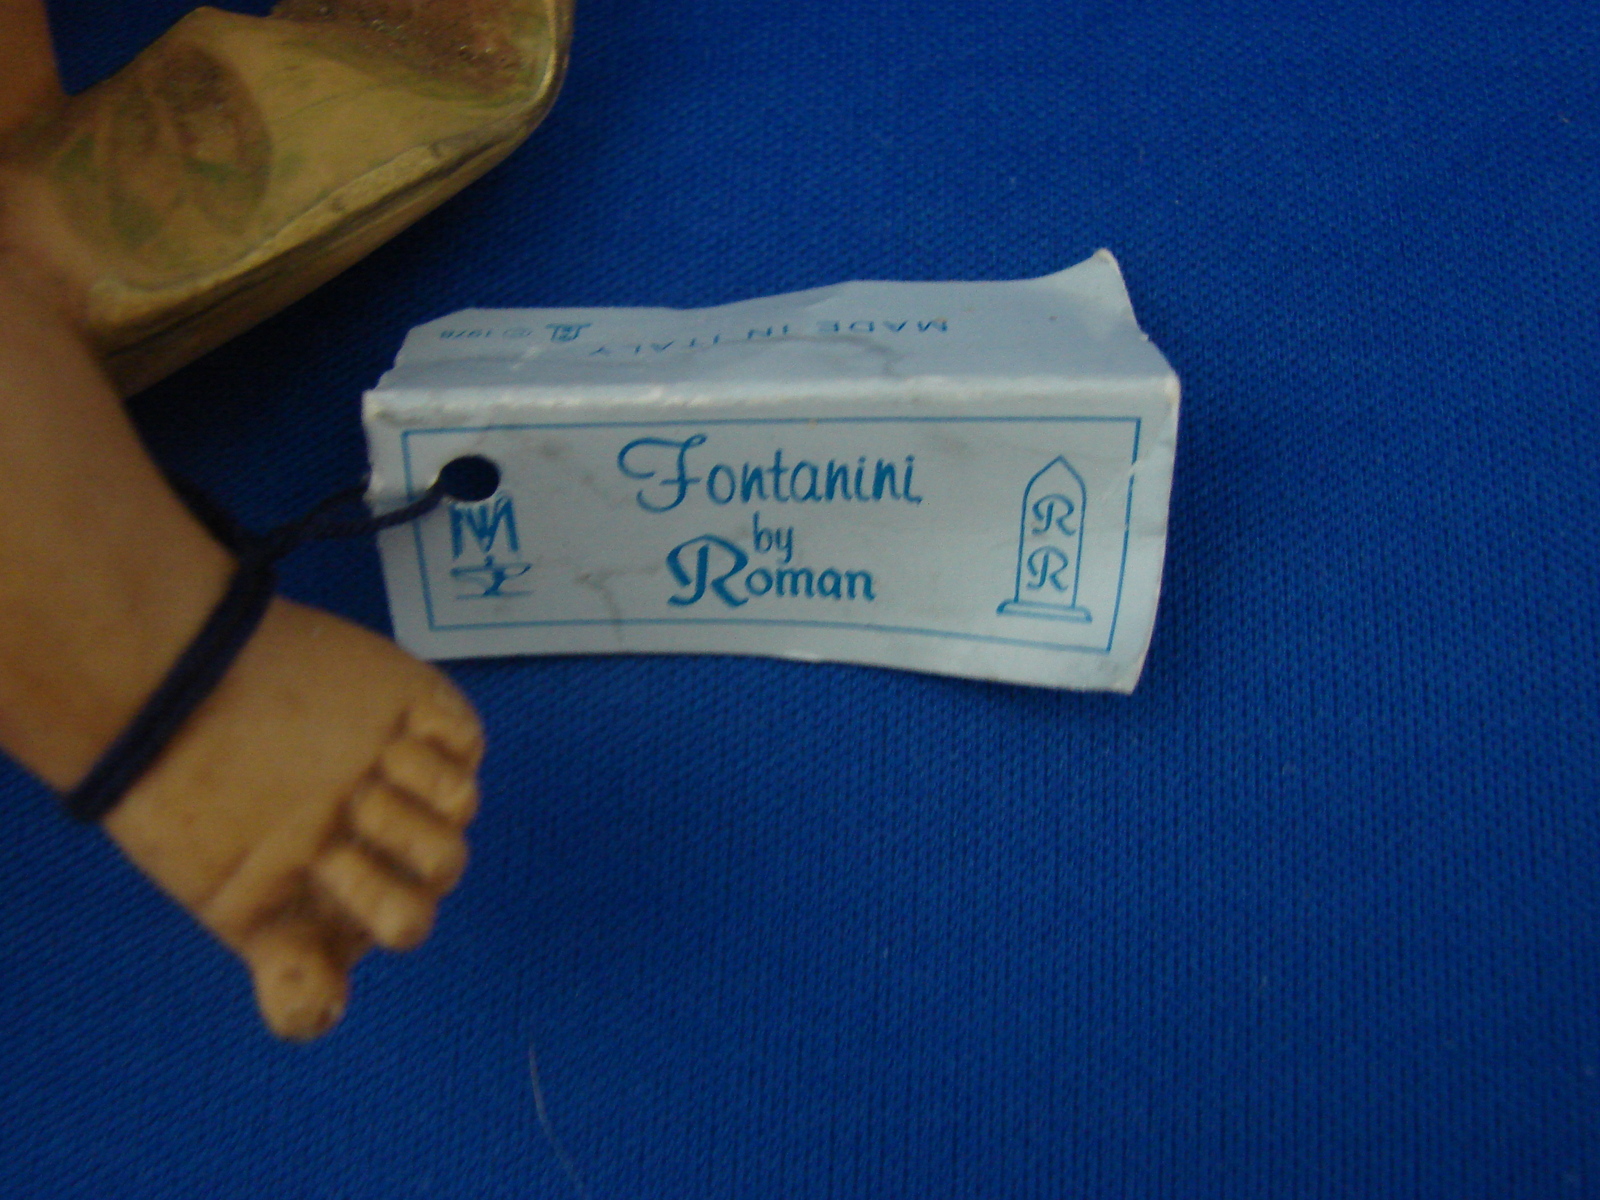 MADE IN ITALY © 1978
Fontanini
by
Roman
R
R